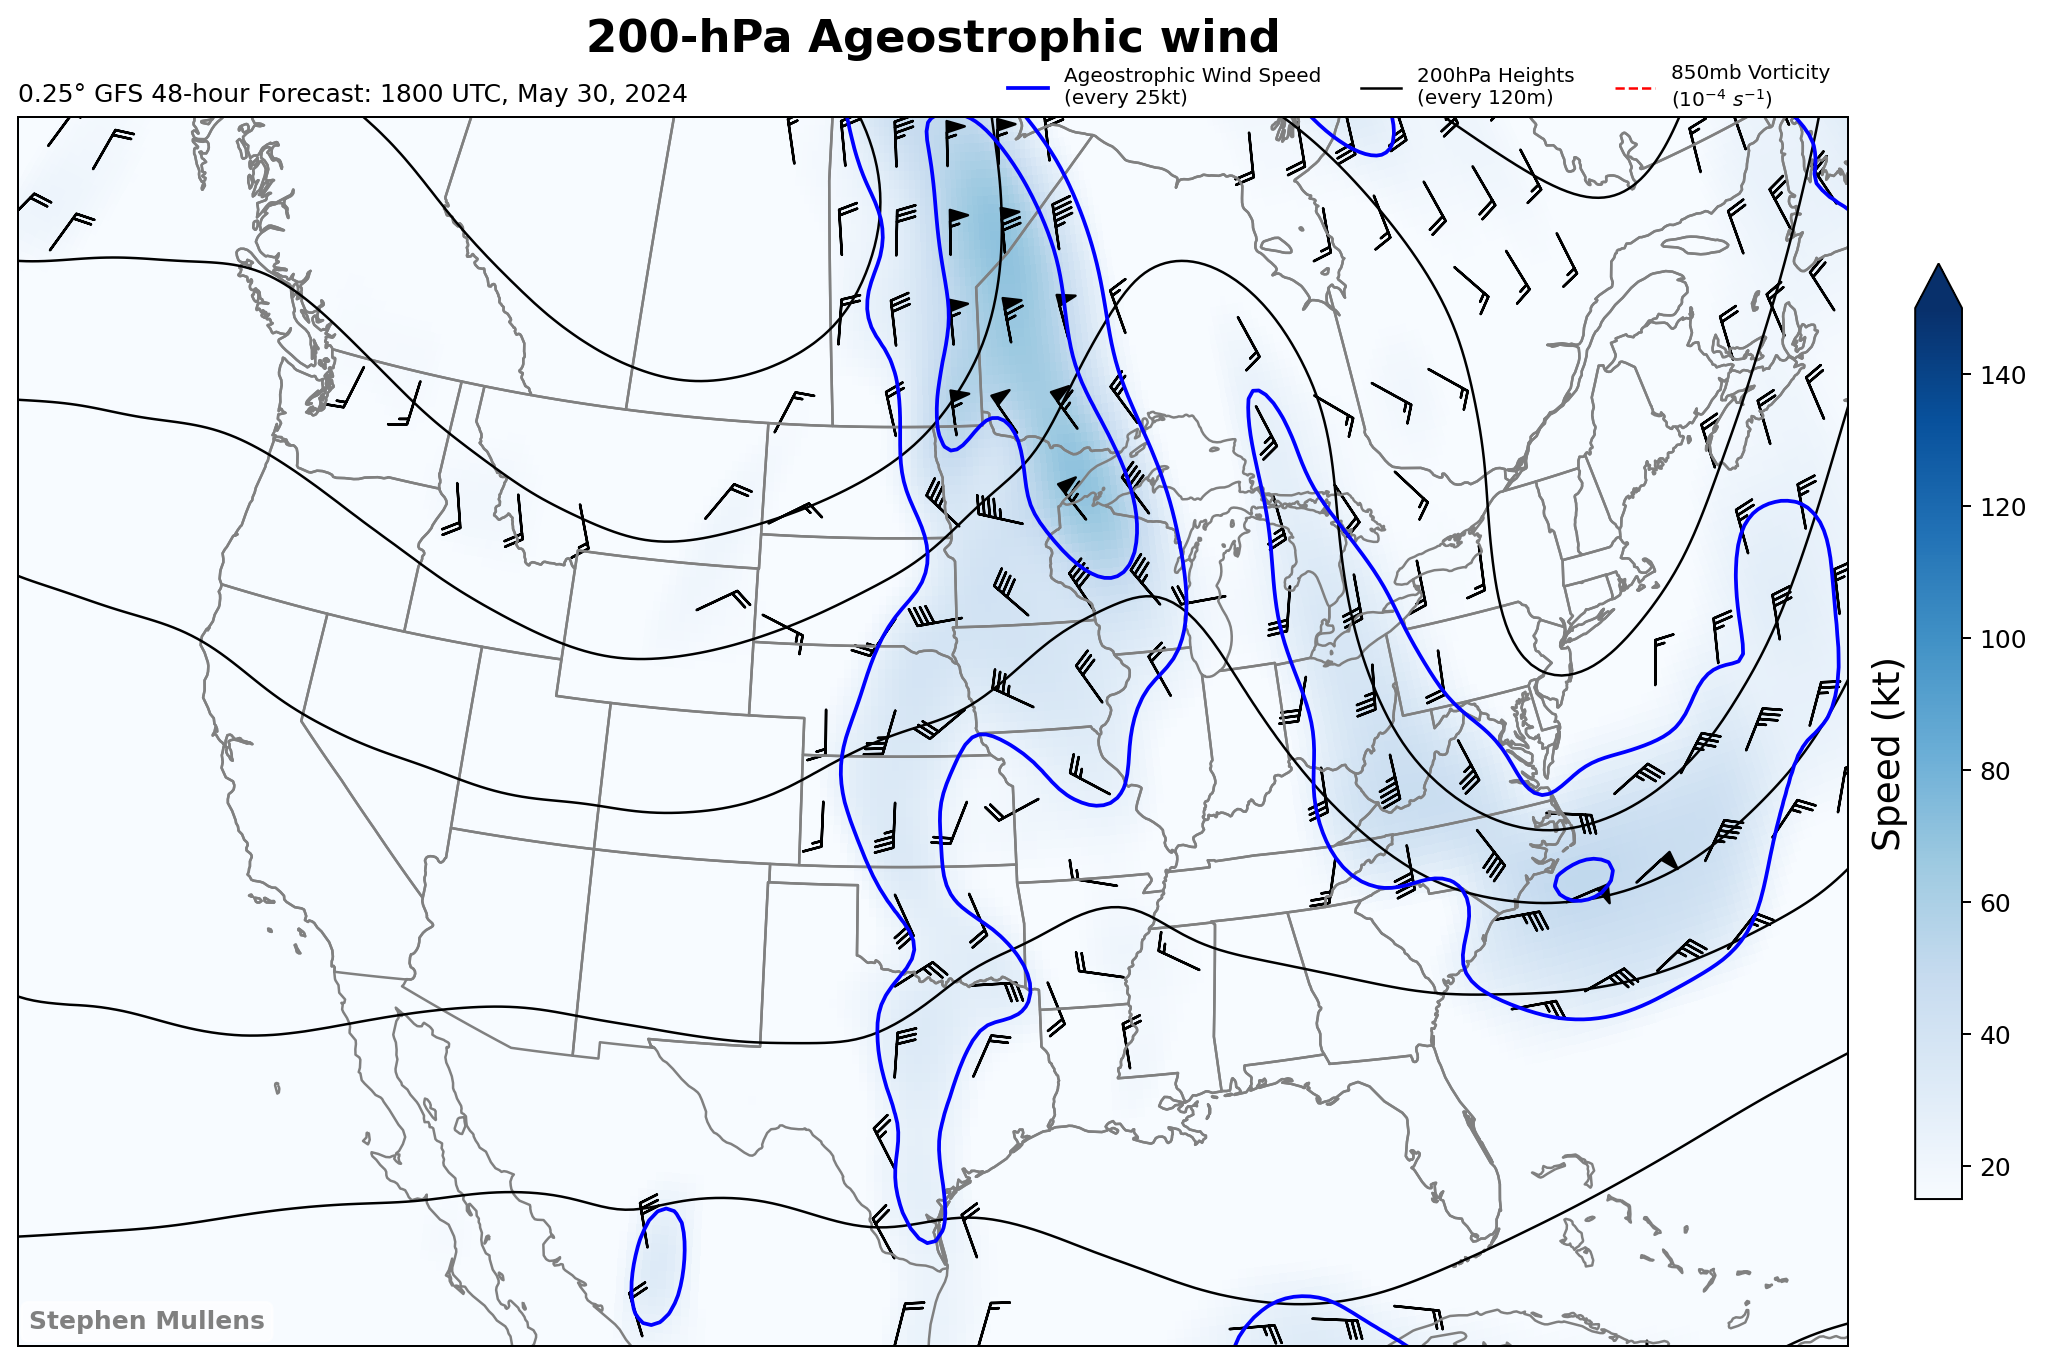 200-hPa Ageostrophic wind
0.25° GFS 48-hour Forecast: 1800 UTC, May 30, 2024
Ageostrophic Wind Speed
(every 25kt)
200hPa Heights
(every 120m)
850mb Vorticity
(10⁻⁴ s⁻¹)
140
120
100
80
60
40
20
Speed (kt)
Stephen Mullens